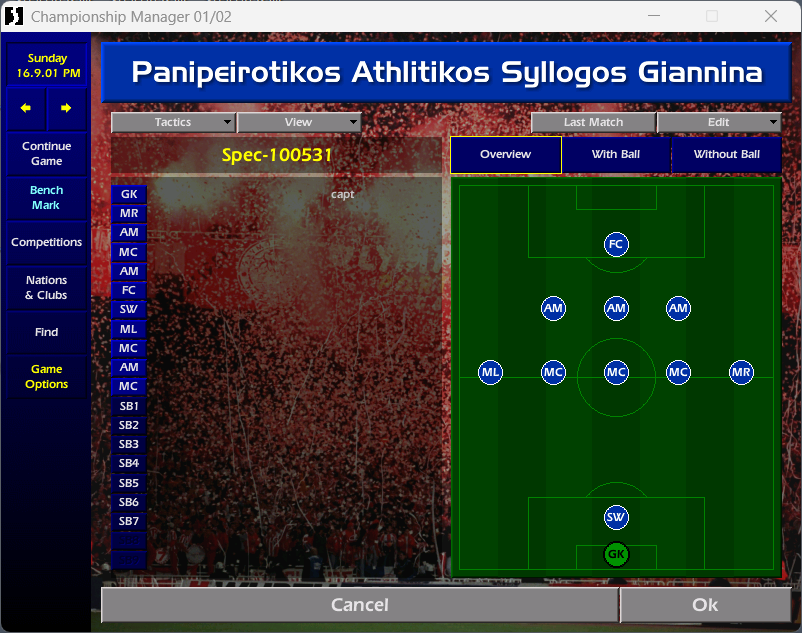 Championship Manager 01/02
Sunday
16.9.01 PM
Continue
Game
Bench
Mark
Competitions
Nations
& Clubs
Find
Game
Options
Panipeirotikos Athlitikos Syllogos Giannina
Tactics View Last Match Edit
Spec-100531
Overview With Ball Without Ball
GK capt
MR
AM
MC
AM
FC
SW
ML
MC
AM
MC
SB1
SB2
SB3
SB4
SB5
SB6
SB7
FC
AM AM AM
ML MC MC MC MR
SW
GK
Cancel Ok